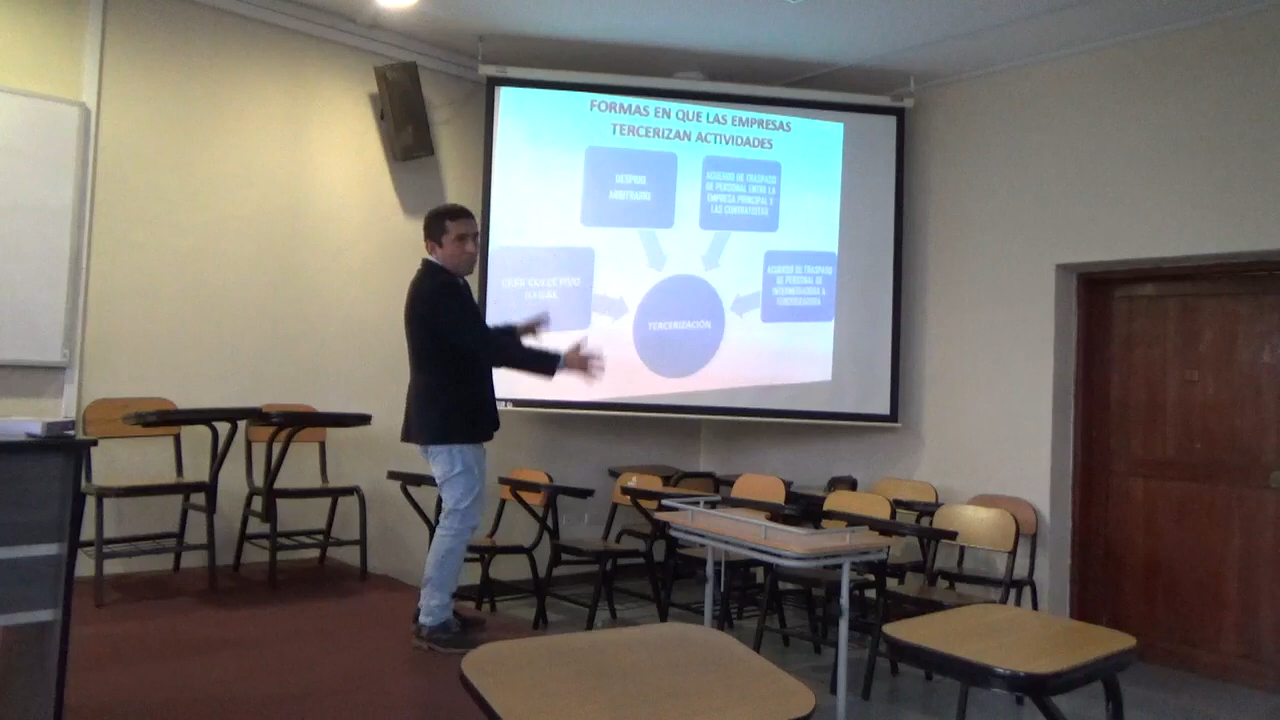 FORMAS EN QUE LAS EMPRESAS
TERCERIZAN ACTIVIDADES
DESPIDO
ARBITRARIO
ACUERDO DE TRASPASO
DE PERSONAL ENTRE LA
EMPRESA PRINCIPAL Y
LAS CONTRATISTAS
ACUERDO DE TRASPASO
DE PERSONAL DE
INTERMEDIADORA A
TERCERIZACIÓN